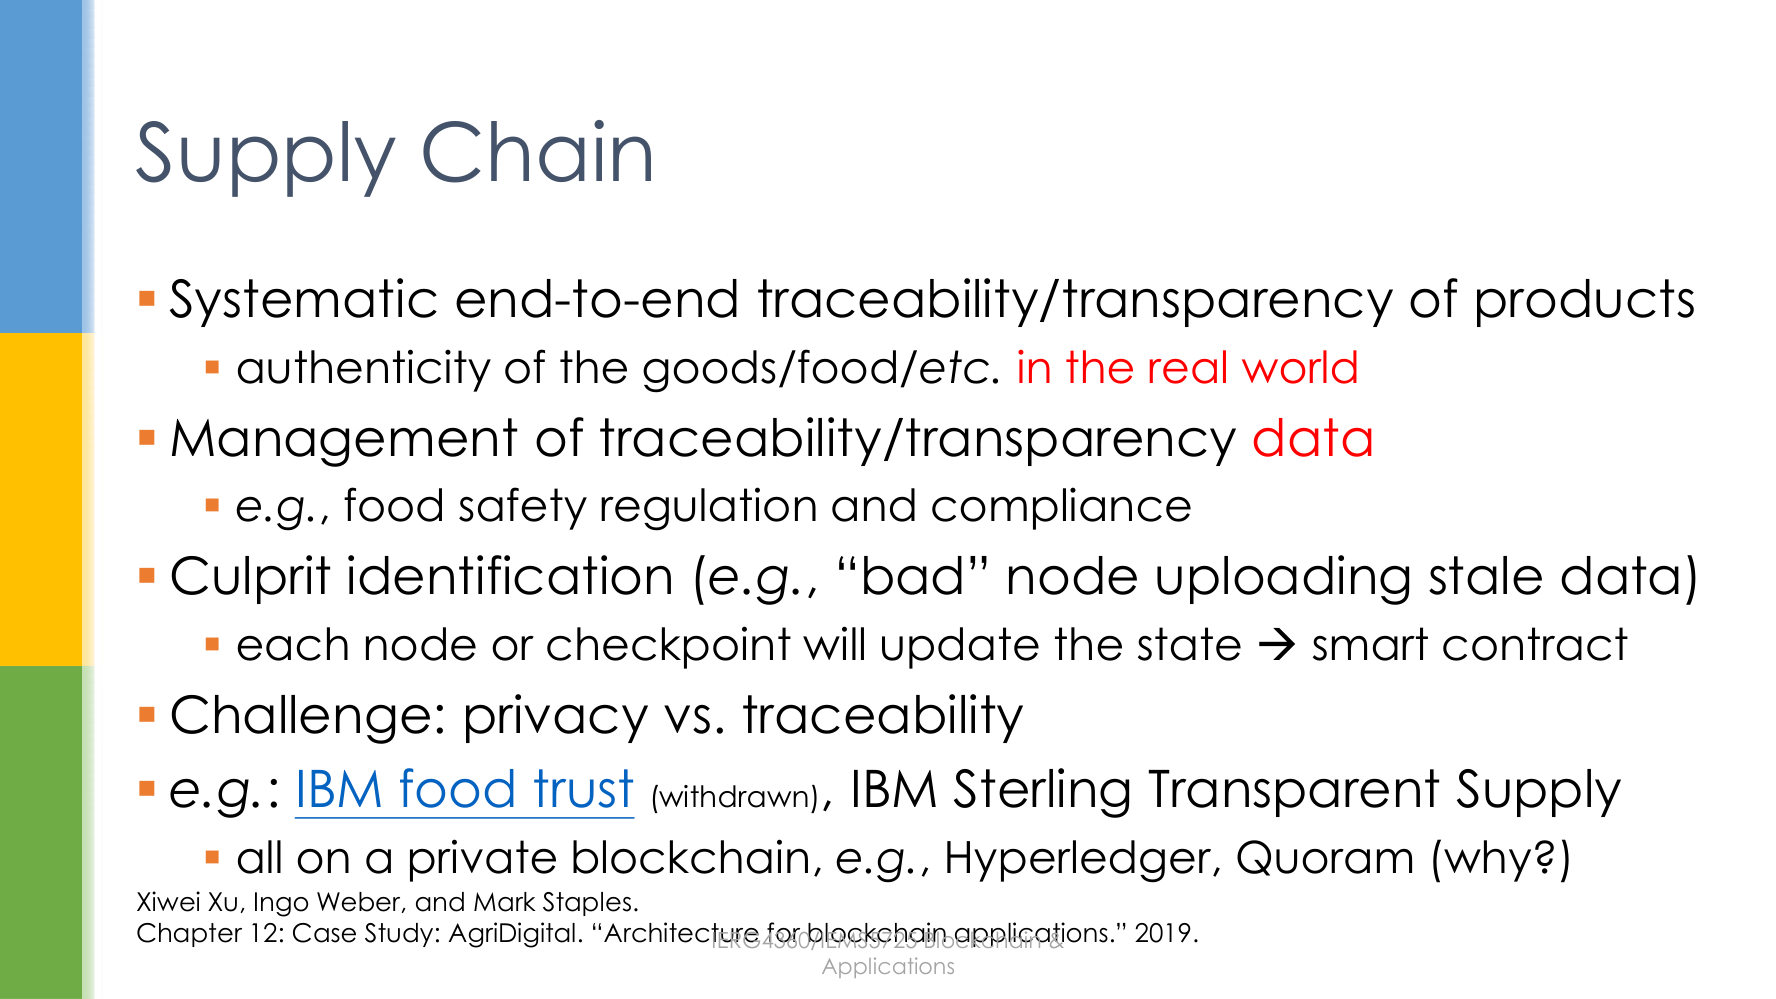 Supply Chain
Systematic end-to-end traceability/transparency of products
authenticity of the goods/food/etc. in the real world
Management of traceability/transparency data
e.g., food safety regulation and compliance
Culprit identification (e.g., “bad” node uploading stale data)
each node or checkpoint will update the state → smart contract
Challenge: privacy vs. traceability
e.g.: IBM food trust (withdrawn), IBM Sterling Transparent Supply
all on a private blockchain, e.g., Hyperledger, Quoram (why?)
Xiwei Xu, Ingo Weber, and Mark Staples.
Chapter 12: Case Study: AgriDigital. “Architecture for blockchain applications.” 2019.
IERG4360/IEMS5725 Blockchain &
Applications